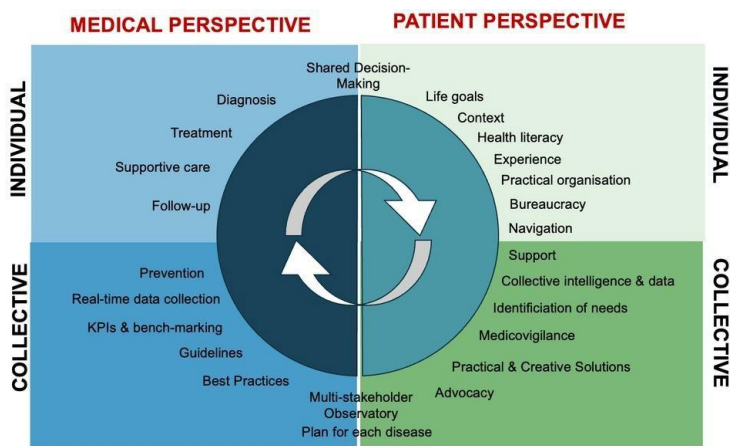 MEDICAL PERSPECTIVE
PATIENT PERSPECTIVE
INDIVIDUAL
INDIVIDUAL
Shared Decision-
Making
Diagnosis
Treatment
Supportive care
Follow-up
Life goals
Context
Health literacy
Experience
Practical organisation
Bureaucracy
Navigation
COLLECTIVE
COLLECTIVE
Prevention
Real-time data collection
KPIs & bench-marking
Guidelines
Best Practices
Support
Collective intelligence & data
Identificiation of needs
Medicovigilance
Practical & Creative Solutions
Advocacy
Multi-stakeholder
Observatory
Plan for each disease